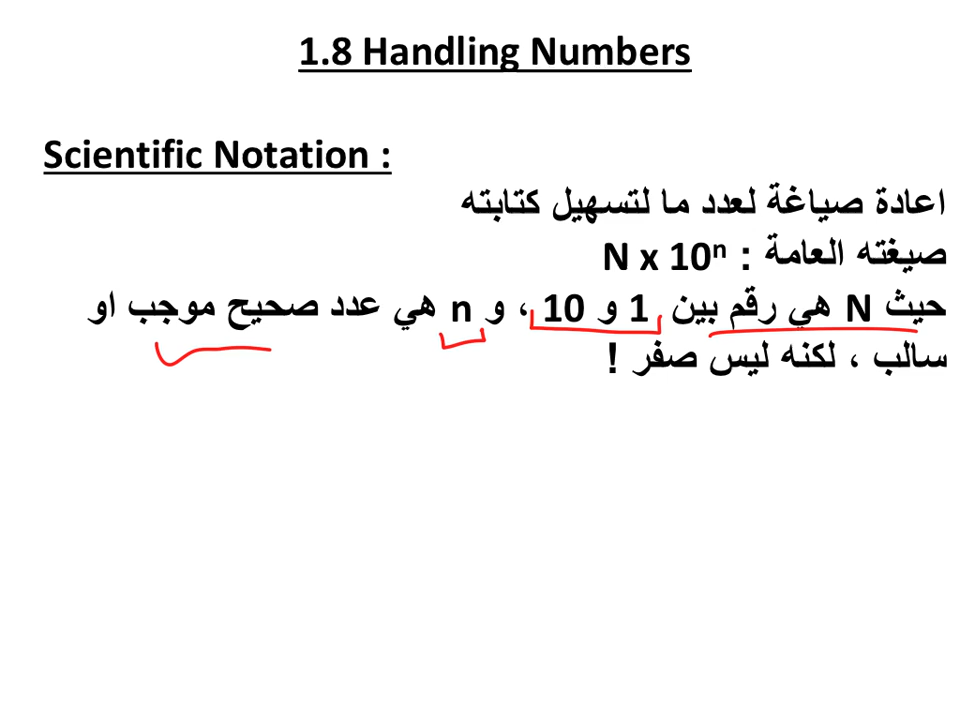 1.8 Handling Numbers
Scientific Notation :
اعادة صياغة لعدد ما لتسهيل كتابته
صيغته العامة : N x 10ⁿ
حيث N هي رقم بين 1 و 10 ، و n هي عدد صحيح موجب او
سالب ، لكنه ليس صفر !